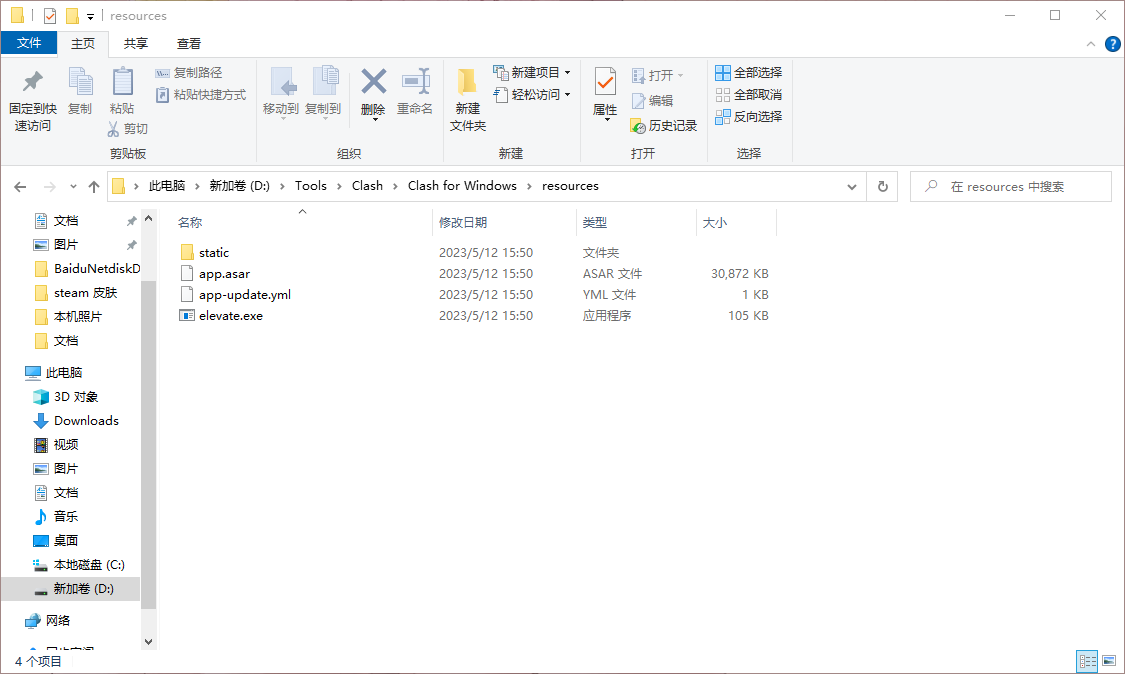 resources
文件 主页 共享 查看
固定到快速访问
复制
粘贴
复制路径
粘贴快捷方式
剪切
剪贴板
移动到
复制到
删除
重命名
组织
新建文件夹
新建项目
轻松访问
新建
属性
打开
编辑
历史记录
打开
全部选择
全部取消
反向选择
选择
此电脑 > 新加卷 (D:) > Tools > Clash > Clash for Windows > resources
在 resources 中搜索
文档
图片
BaiduNetdiskD
steam 皮肤
本机照片
文档
此电脑
3D 对象
Downloads
视频
图片
文档
音乐
桌面
本地磁盘 (C:)
新加卷 (D:)
网络
名称 修改日期 类型 大小
static 2023/5/12 15:50 文件夹
app.asar 2023/5/12 15:50 ASAR 文件 30,872 KB
app-update.yml 2023/5/12 15:50 YML 文件 1 KB
elevate.exe 2023/5/12 15:50 应用程序 105 KB
4 个项目